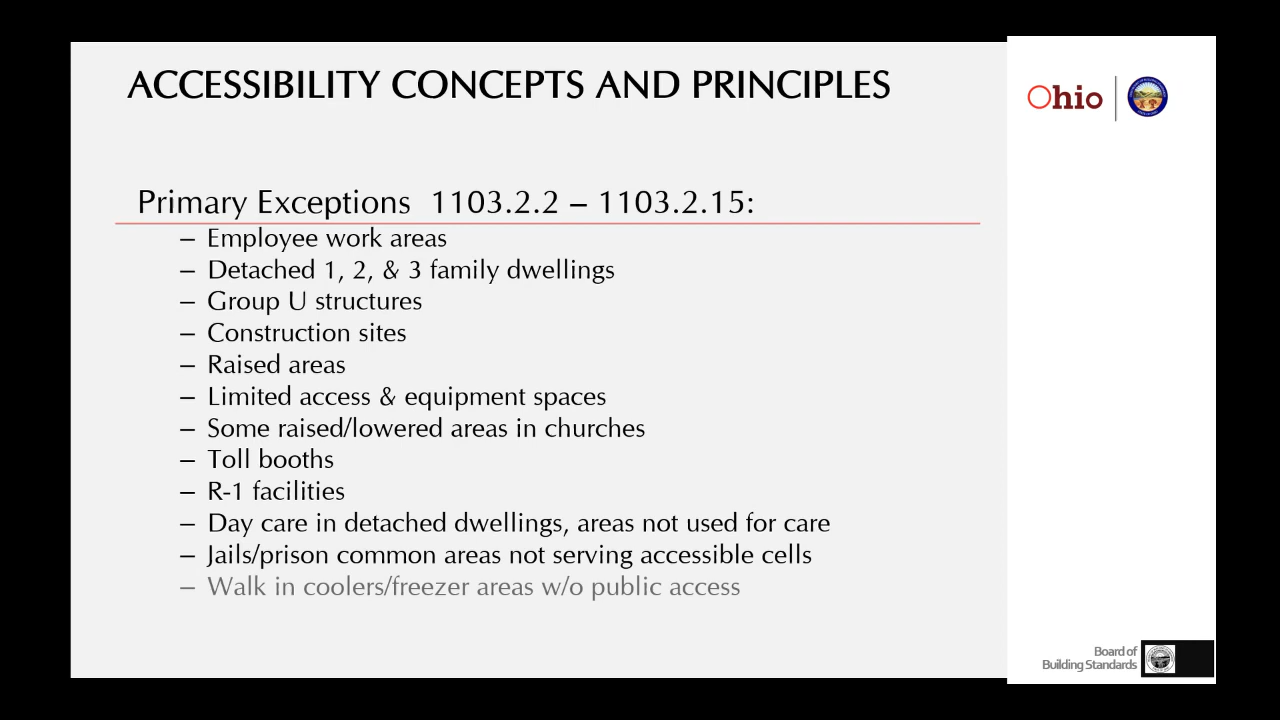 ACCESSIBILITY CONCEPTS AND PRINCIPLES
Ohio
Primary Exceptions 1103.2.2 – 1103.2.15:
– Employee work areas
– Detached 1, 2, & 3 family dwellings
– Group U structures
– Construction sites
– Raised areas
– Limited access & equipment spaces
– Some raised/lowered areas in churches
– Toll booths
– R-1 facilities
– Day care in detached dwellings, areas not used for care
– Jails/prison common areas not serving accessible cells
– Walk in coolers/freezer areas w/o public access
Board of
Building Standards